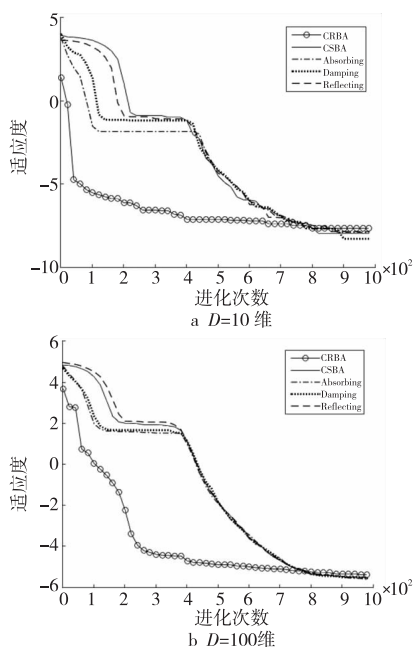 5
0
−5
−10
适应度
CRBA
CSBA
Absorbing
Damping
Reflecting
0 1 2 3 4 5 6 7 8 9 10 ×10²
进化次数
a D=10 维
6
4
2
0
−2
−4
−6
适应度
CRBA
CSBA
Absorbing
Damping
Reflecting
0 1 2 3 4 5 6 7 8 9 10 ×10²
进化次数
b D=100维